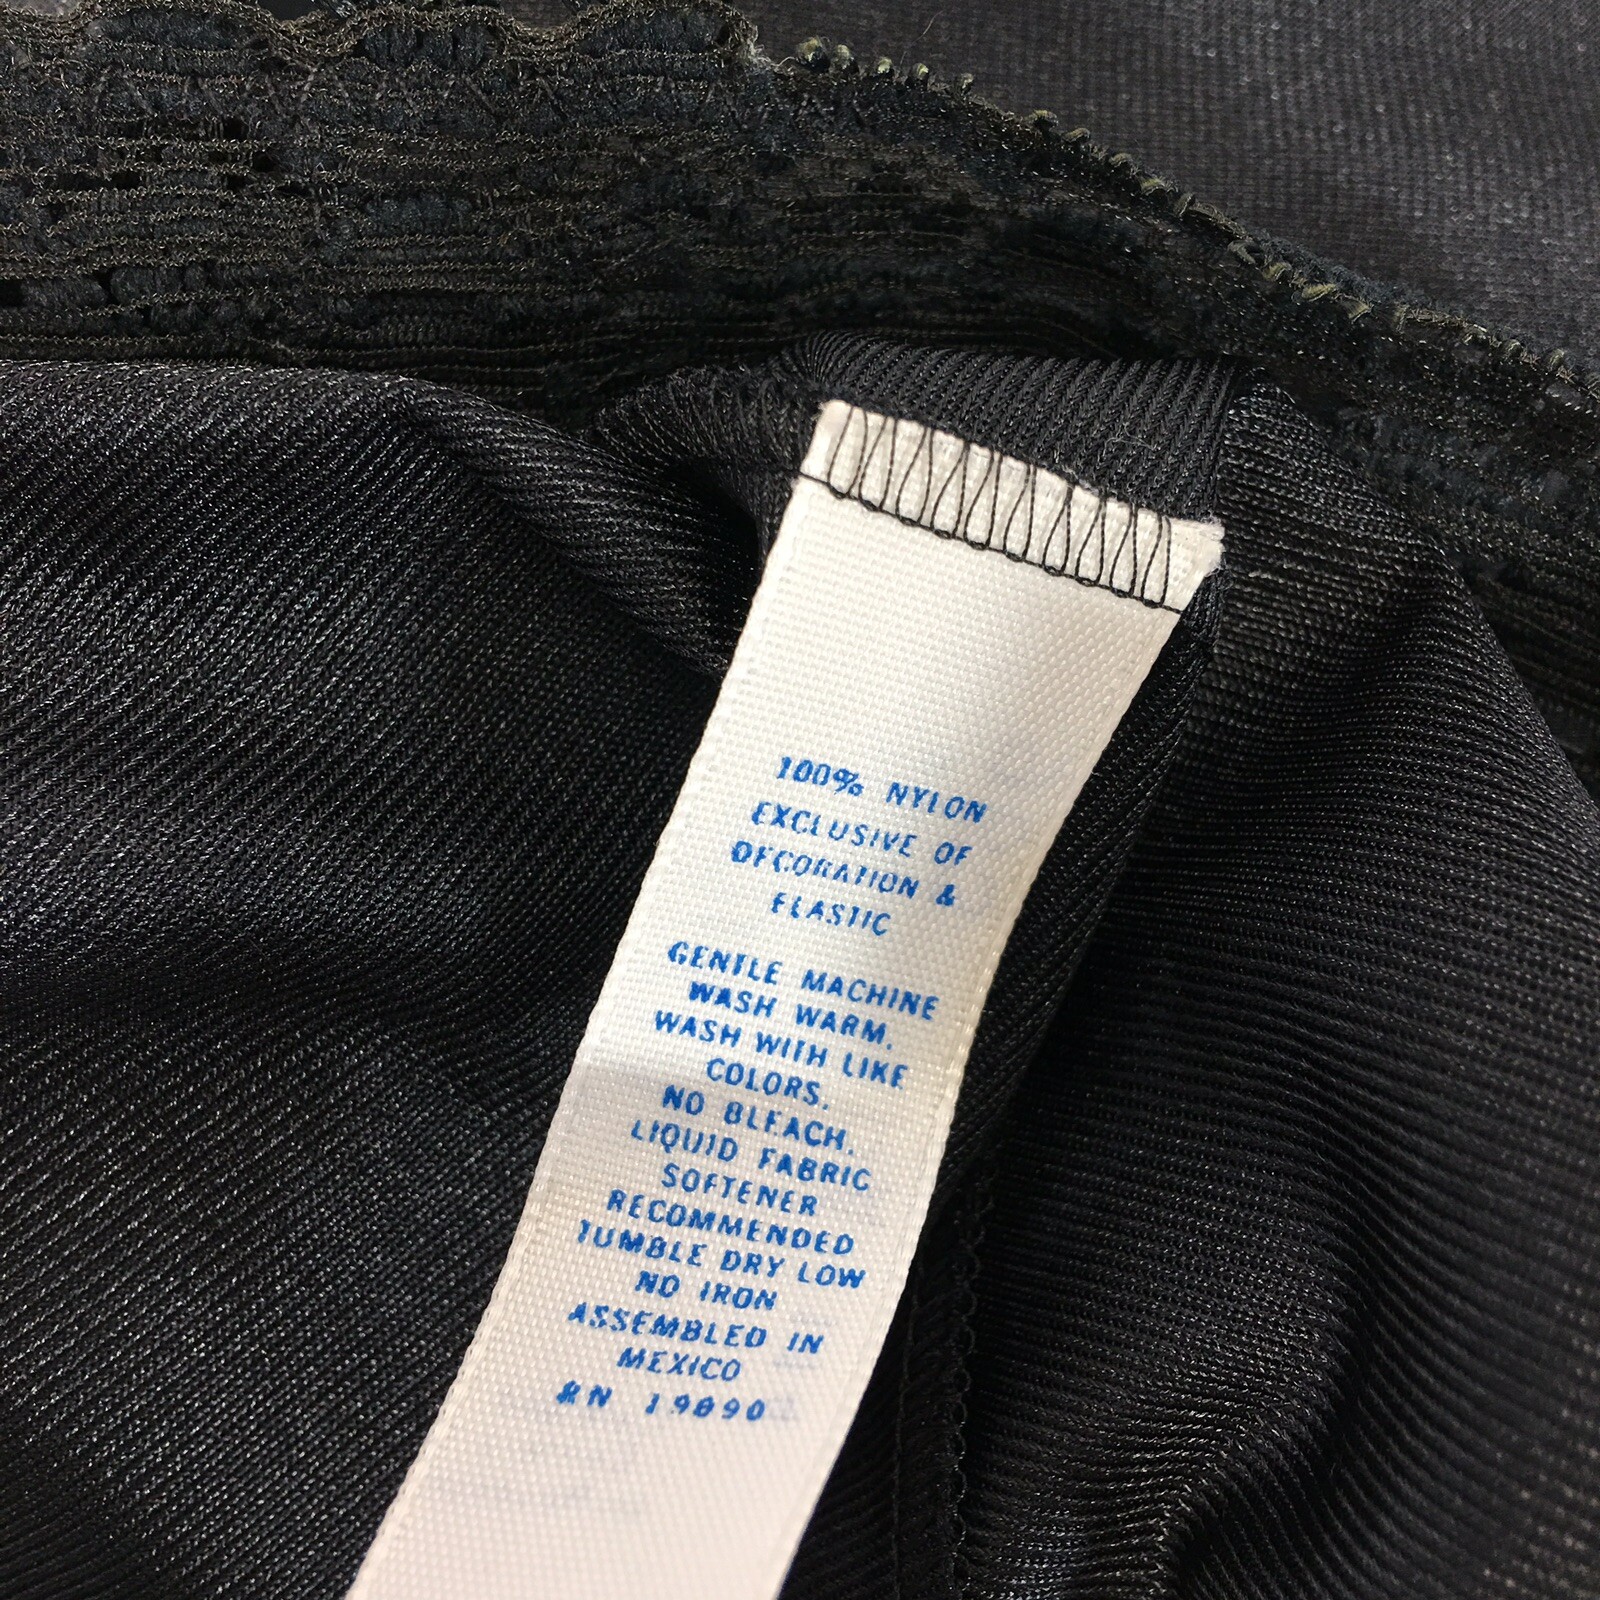 100% NYLON
EXCLUSIVE OF
DECORATION &
ELASTIC
GENTLE MACHINE
WASH WARM.
WASH WITH LIKE
COLORS.
NO BLEACH.
LIQUID FABRIC
SOFTENER
RECOMMENDED
TUMBLE DRY LOW
NO IRON
ASSEMBLED IN
MEXICO
RN 19890